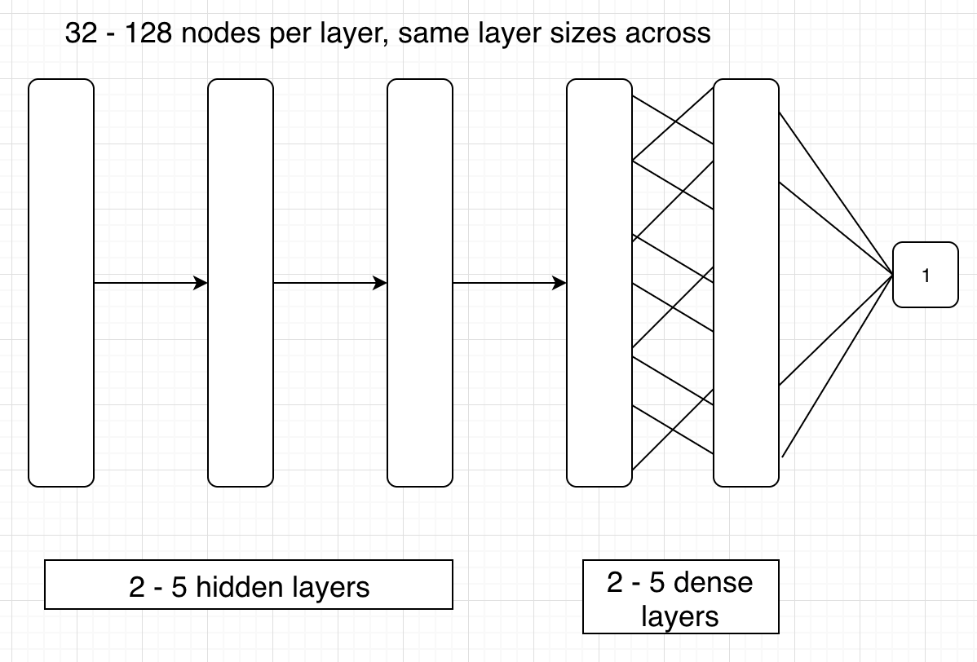 32 - 128 nodes per layer, same layer sizes across
1
2 - 5 hidden layers
2 - 5 dense
layers